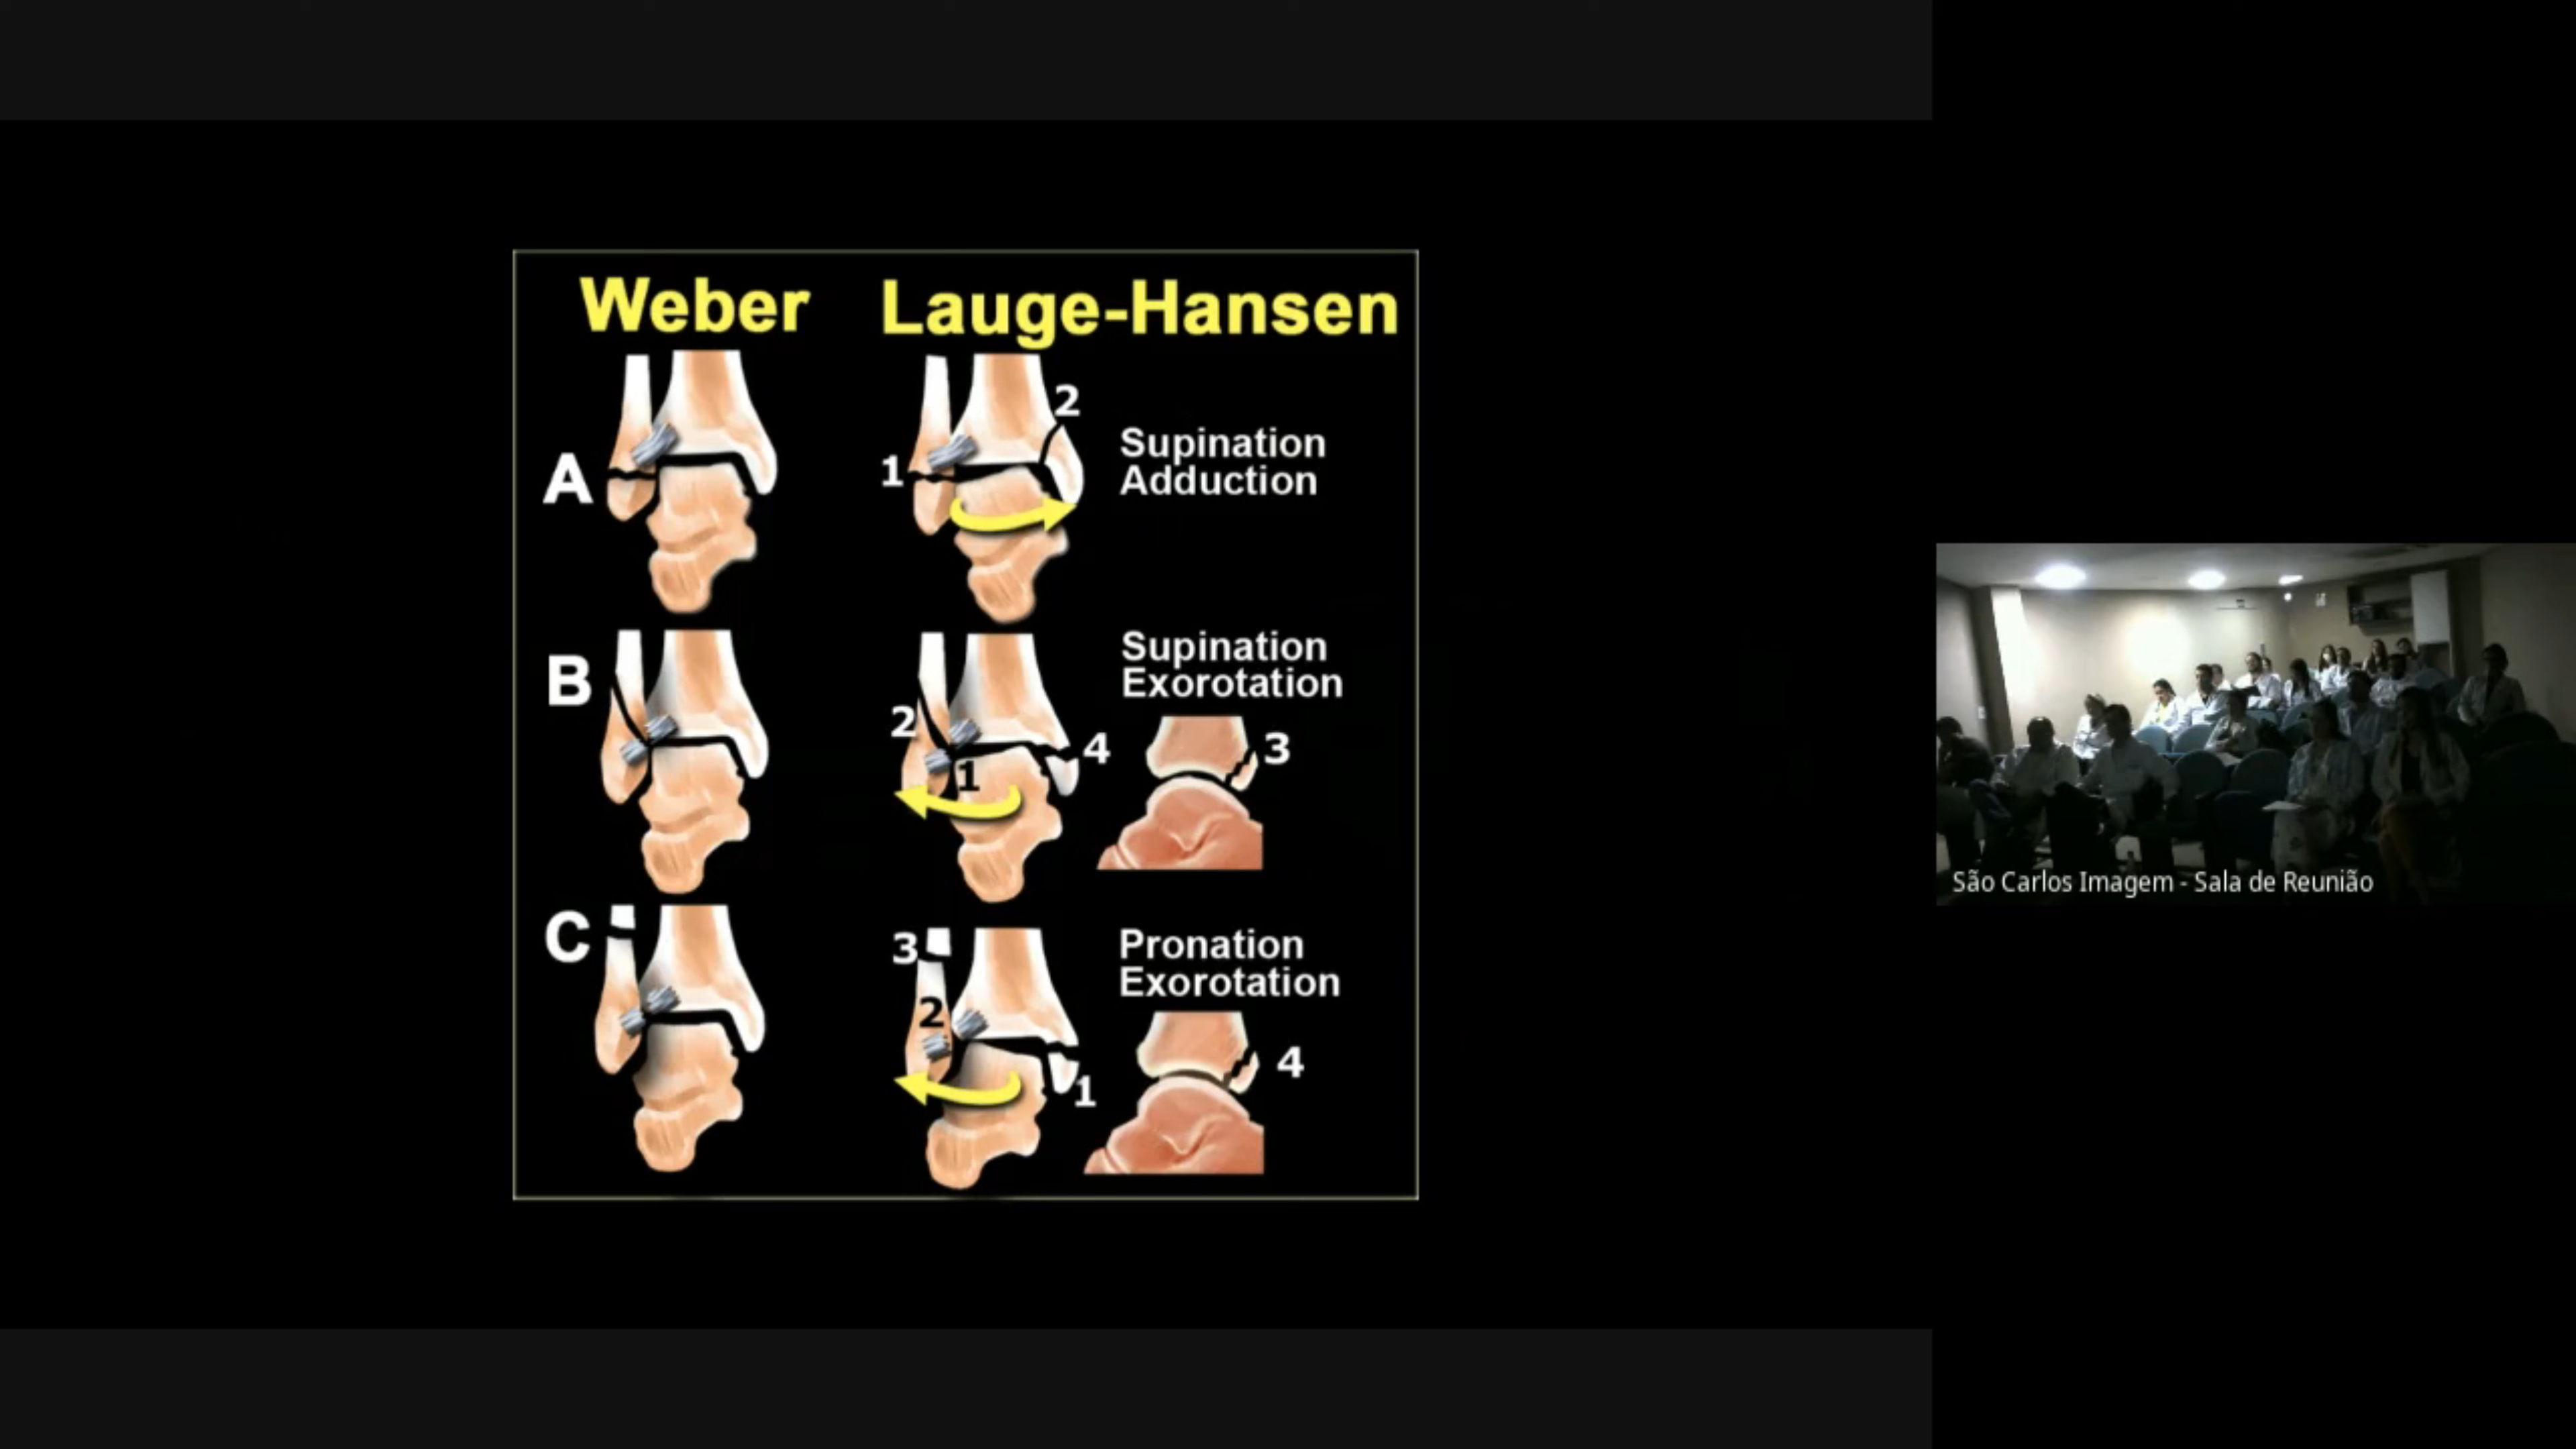 Weber
Lauge-Hansen
A
1
2
Supination
Adduction
B
2
1
4
Supination
Exorotation
3
C
3
2
1
Pronation
Exorotation
4
São Carlos Imagem - Sala de Reunião